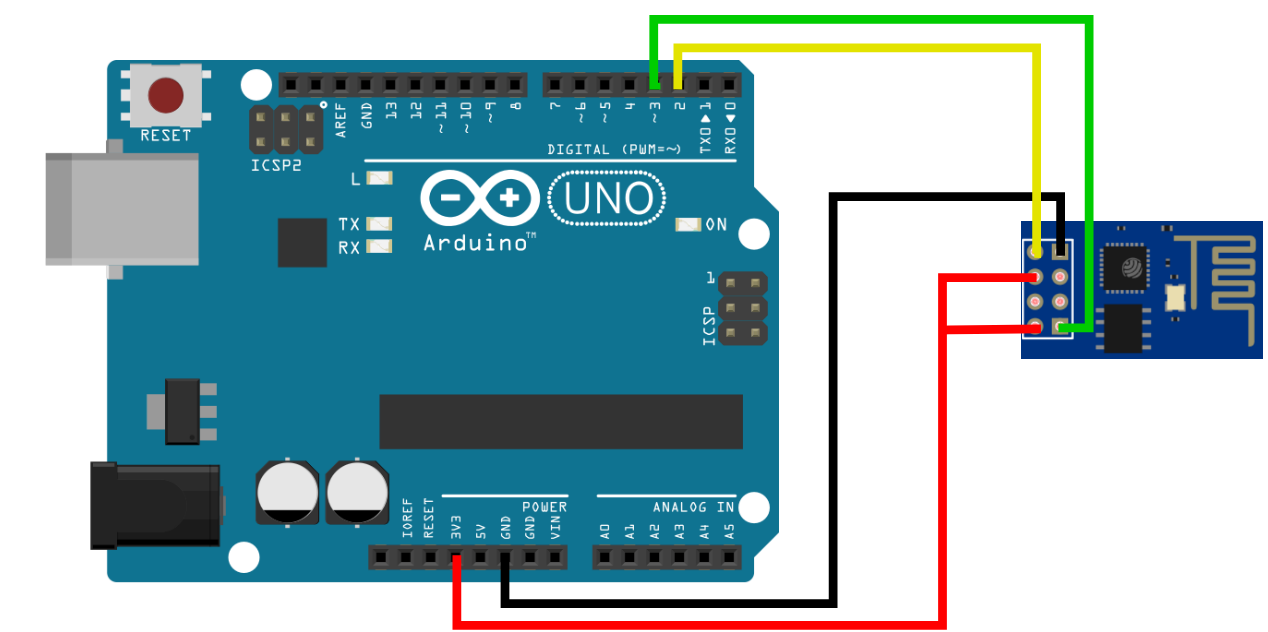 RESET
ICSP2
AREF
GND
13
12
~11
~10
~9
8
7
~6
~5
4
~3
2
TX0▶1
RX0◀0
DIGITAL (PWM=~)
L
TX
RX
Arduino™
UNO
ON
1
ICSP
IOREF
RESET
3V3
5V
GND
GND
VIN
POWER
ANALOG IN
A0
A1
A2
A3
A4
A5